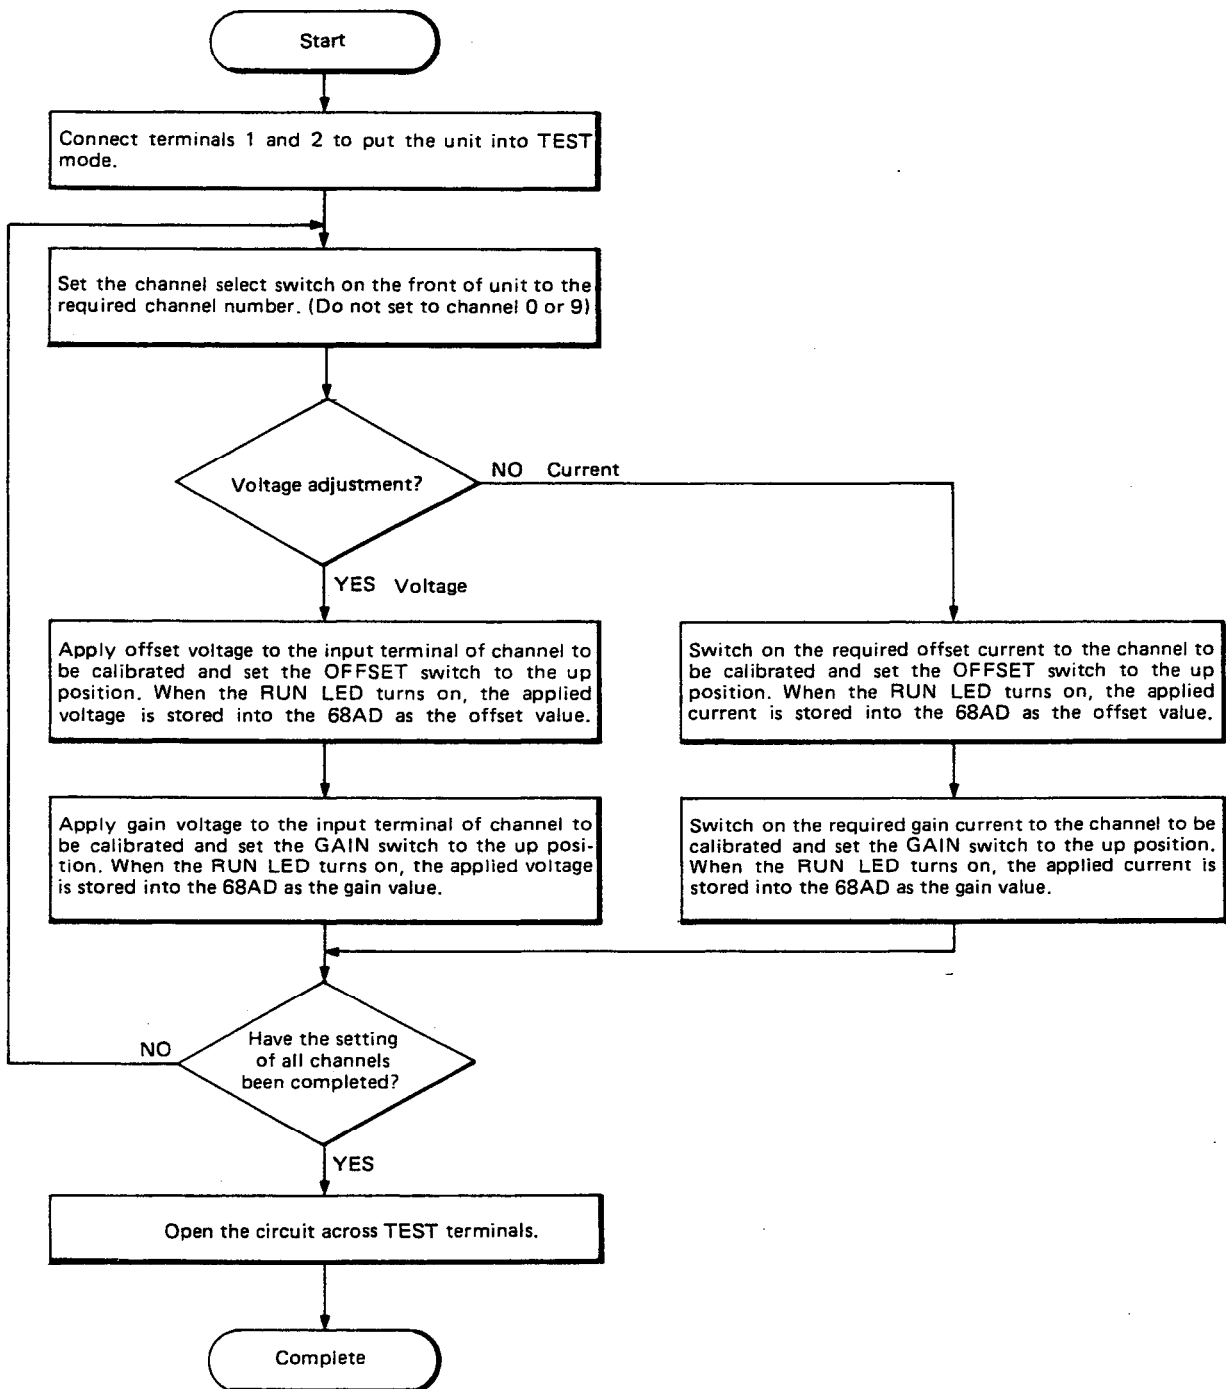 Start
Connect terminals 1 and 2 to put the unit into TEST
mode.
Set the channel select switch on the front of unit to the
required channel number. (Do not set to channel 0 or 9)
Voltage adjustment?
NO Current
YES Voltage
Apply offset voltage to the input terminal of channel to
be calibrated and set the OFFSET switch to the up
position. When the RUN LED turns on, the applied
voltage is stored into the 68AD as the offset value.
Switch on the required offset current to the channel to
be calibrated and set the OFFSET switch to the up
position. When the RUN LED turns on, the applied
current is stored into the 68AD as the offset value.
Apply gain voltage to the input terminal of channel to
be calibrated and set the GAIN switch to the up posi-
tion. When the RUN LED turns on, the applied voltage
is stored into the 68AD as the gain value.
Switch on the required gain current to the channel to be
calibrated and set the GAIN switch to the up position.
When the RUN LED turns on, the applied current is
stored into the 68AD as the gain value.
Have the setting
of all channels
been completed?
NO
YES
Open the circuit across TEST terminals.
Complete